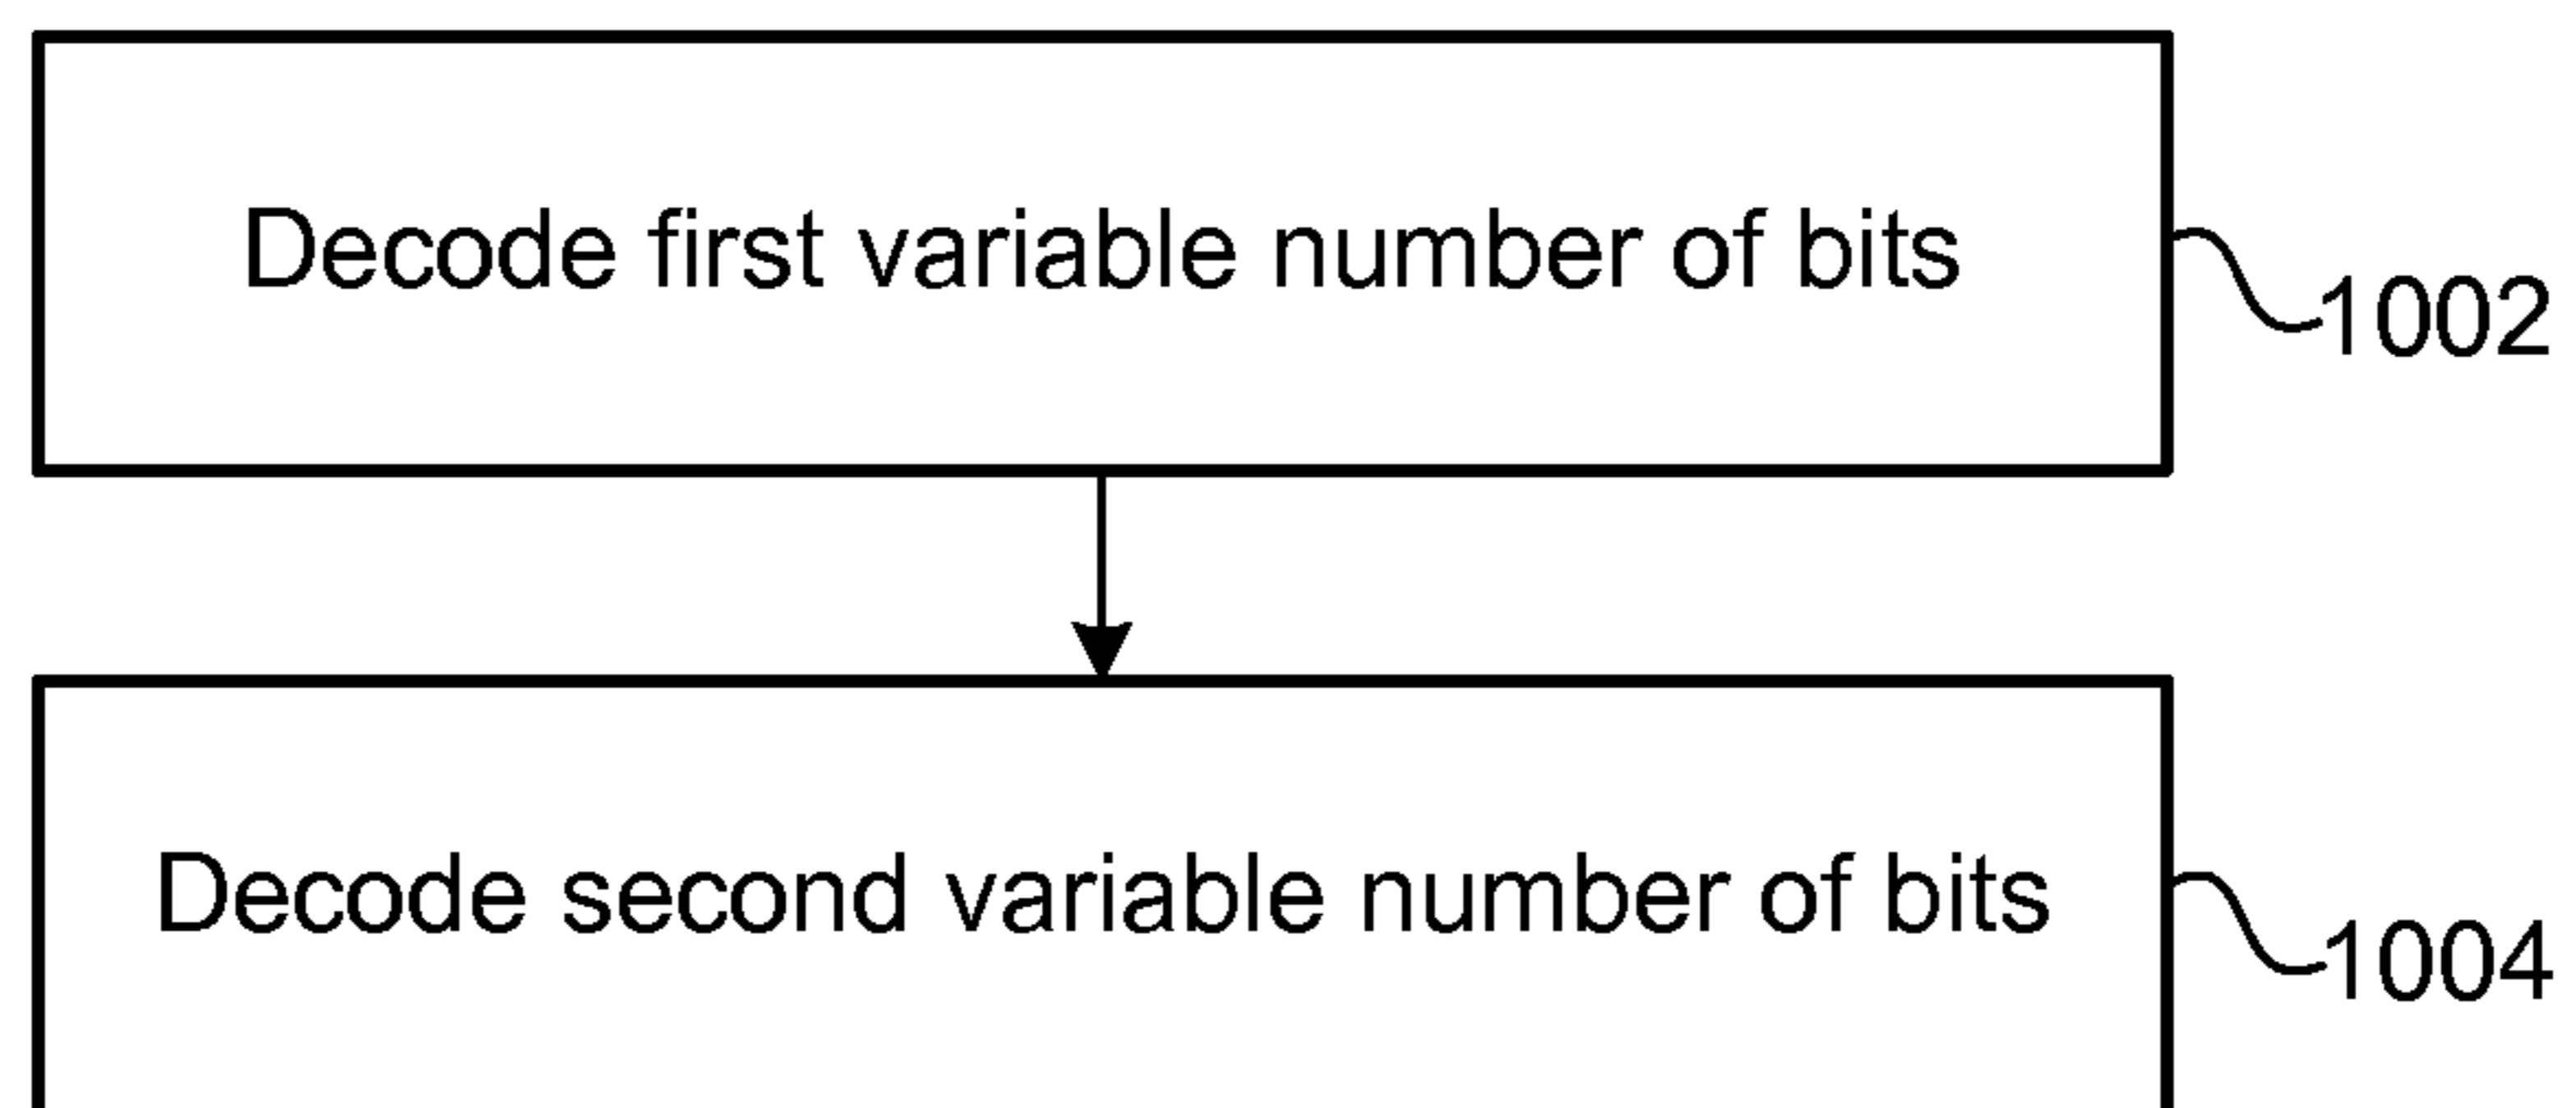 Decode first variable number of bits
1002
Decode second variable number of bits
1004